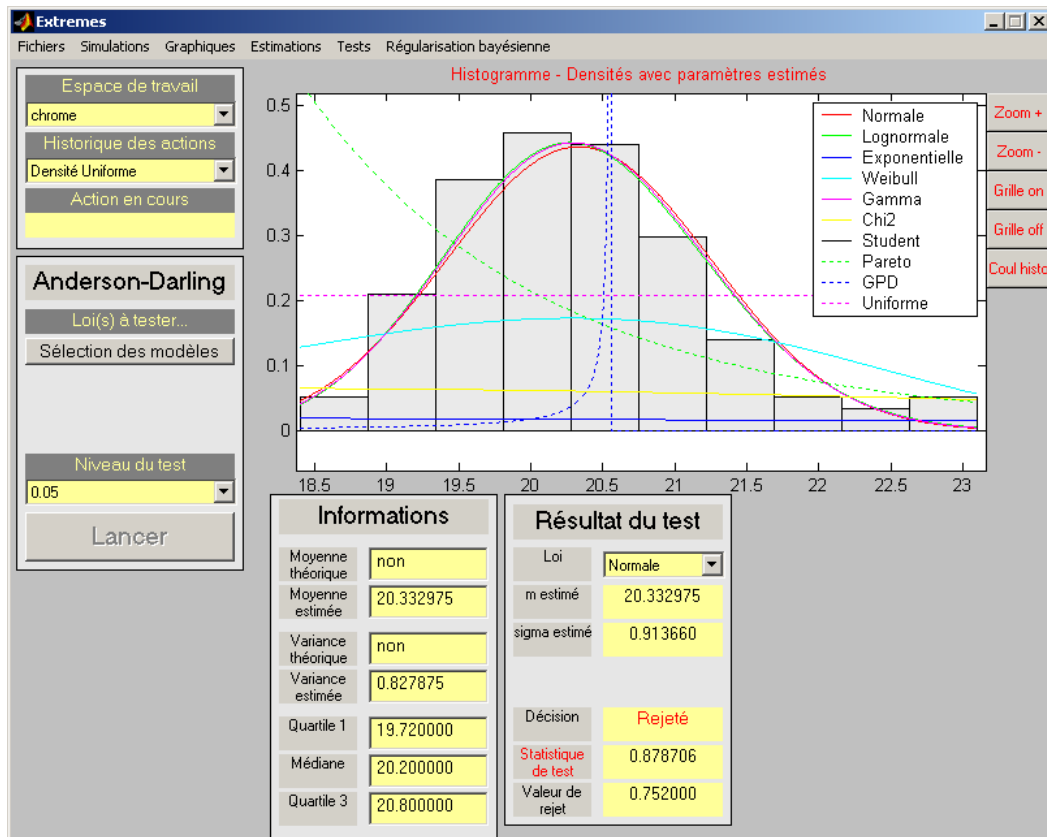 Extremes
Fichiers Simulations Graphiques Estimations Tests Régularisation bayésienne
Espace de travail
chrome
Historique des actions
Densité Uniforme
Action en cours
Anderson-Darling
Loi(s) à tester...
Sélection des modèles
Niveau du test
0.05
Lancer
Histogramme - Densités avec paramètres estimés
0.5
0.4
0.3
0.2
0.1
0
18.5 19 19.5 20 20.5 21 21.5 22 22.5 23
Normale
Lognormale
Exponentielle
Weibull
Gamma
Chi2
Student
Pareto
GPD
Uniforme
Zoom +
Zoom -
Grille on
Grille off
Coul histo
Informations
Moyenne
théorique
non
Moyenne
estimée
20.332975
Variance
théorique
non
Variance
estimée
0.827875
Quartile 1
19.720000
Médiane
20.200000
Quartile 3
20.800000
Résultat du test
Loi
Normale
m estimé
20.332975
sigma estimé
0.913660
Décision
Rejeté
Statistique
de test
0.878706
Valeur de
rejet
0.752000